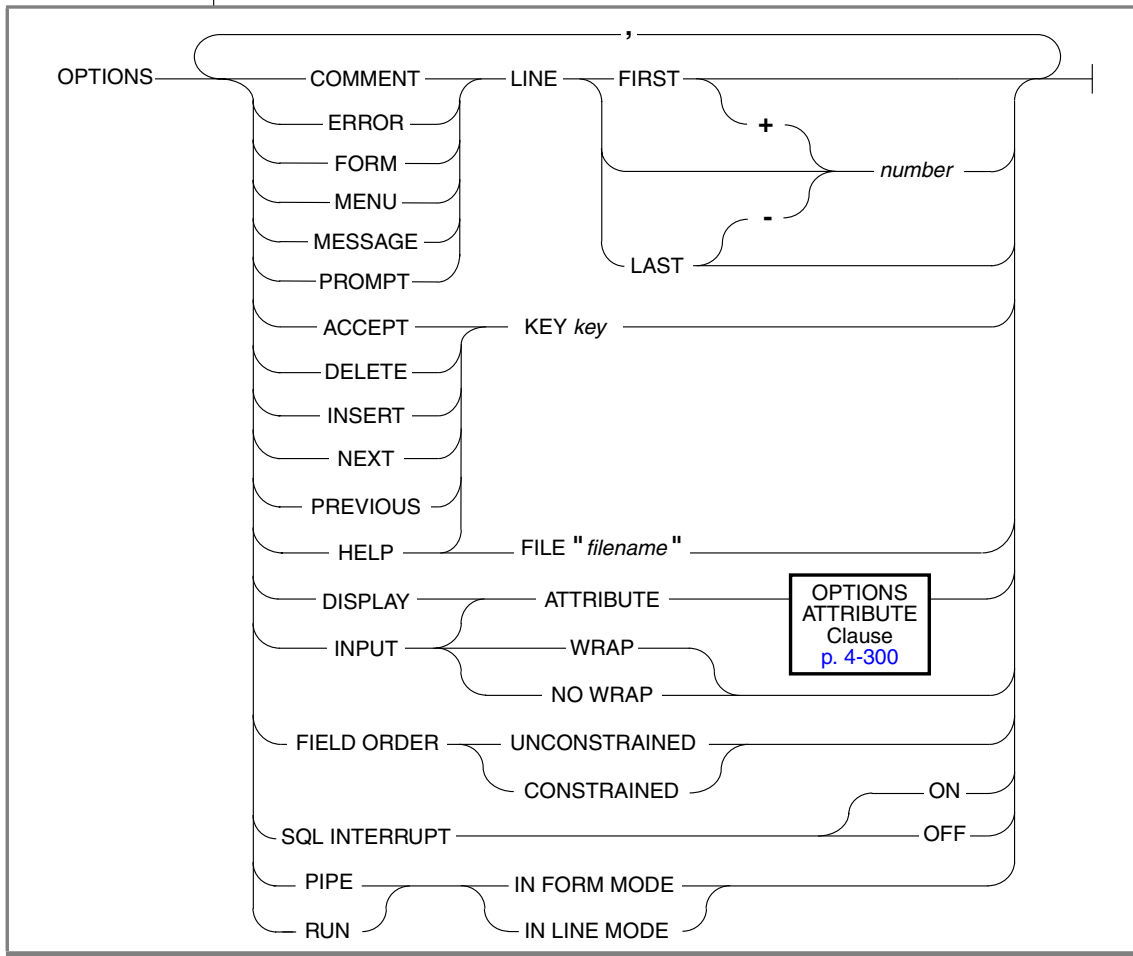 ,
OPTIONS COMMENT LINE FIRST
ERROR +
FORM number
MENU
MESSAGE -
PROMPT LAST
ACCEPT KEY key
DELETE
INSERT
NEXT
PREVIOUS
HELP FILE "filename"
DISPLAY ATTRIBUTE OPTIONS
ATTRIBUTE
Clause
p. 4-300
INPUT WRAP
NO WRAP
FIELD ORDER UNCONSTRAINED
CONSTRAINED
ON
SQL INTERRUPT OFF
PIPE IN FORM MODE
RUN IN LINE MODE